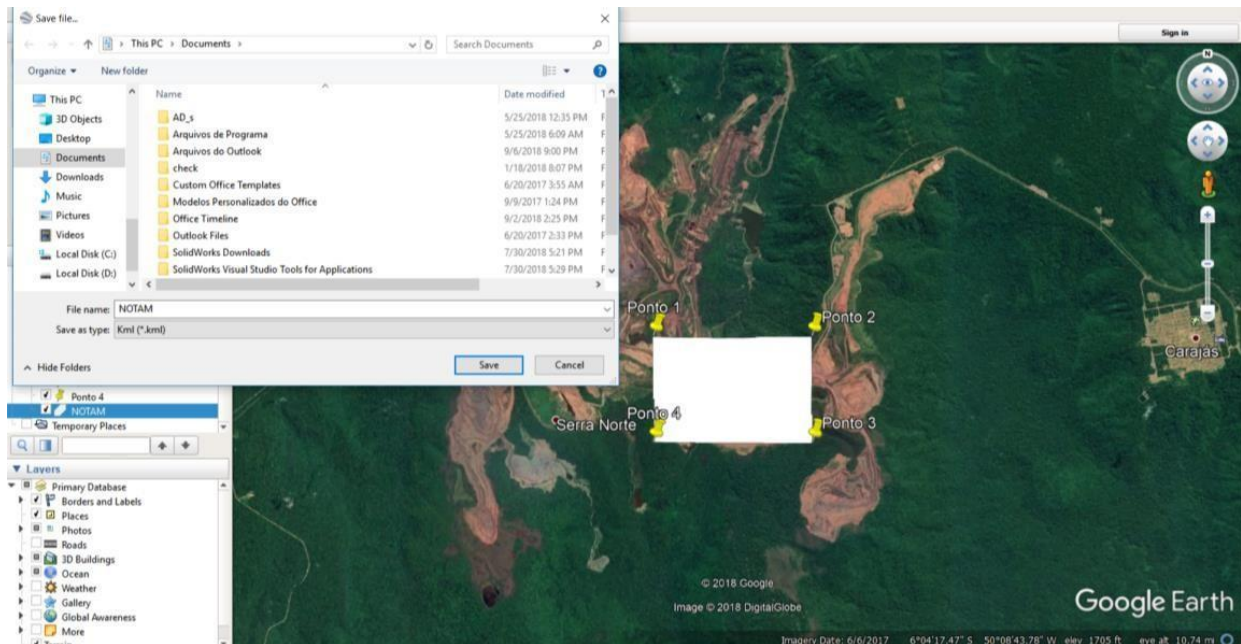 Save file...
This PC > Documents >
Search Documents
Organize
New folder
This PC
3D Objects
Desktop
Documents
Downloads
Music
Pictures
Videos
Local Disk (C:)
Local Disk (D:)
Name
Date modified
AD_s
5/25/2018 12:35 PM
F
Arquivos de Programa
5/25/2018 6:09 AM
F
Arquivos do Outlook
9/6/2018 9:00 PM
F
check
1/18/2018 8:07 PM
F
Custom Office Templates
6/20/2017 3:55 AM
F
Modelos Personalizados do Office
9/9/2017 1:24 PM
F
Office Timeline
9/2/2018 2:25 PM
F
Outlook Files
6/20/2017 2:33 PM
F
SolidWorks Downloads
7/30/2018 5:21 PM
F
SolidWorks Visual Studio Tools for Applications
7/30/2018 5:29 PM
F
File name: NOTAM
Save as type: Kml (*.kml)
Hide Folders
Save
Cancel
Ponto 4
NOTAM
Temporary Places
Layers
Primary Database
Borders and Labels
Places
Photos
Roads
3D Buildings
Ocean
Weather
Gallery
Global Awareness
More
Terrain
Sign in
N
Ponto 1
Ponto 2
Ponto 4
Ponto 3
Serra Norte
Carajás
© 2018 Google
Image © 2018 DigitalGlobe
Google Earth
Imagery Date: 6/6/2017 6°04'17.47" S 50°08'43.78" W elev 1705 ft eye alt 10.74 mi